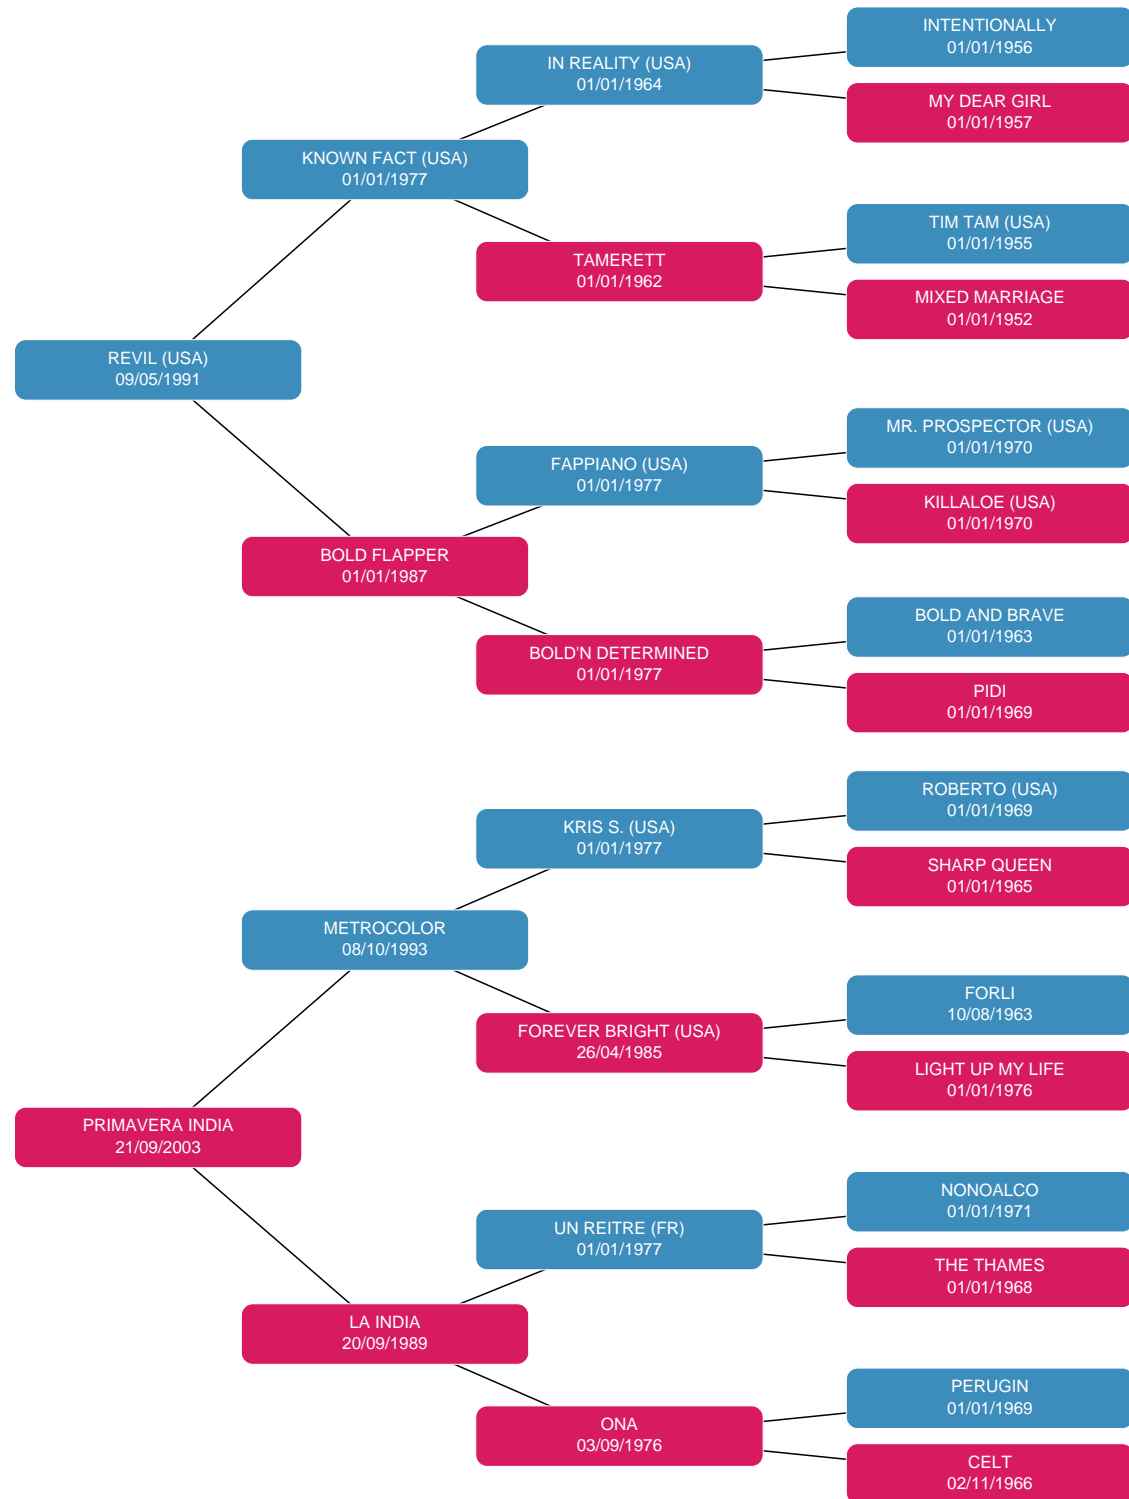 INTENTIONALLY
01/01/1956
IN REALITY (USA)
01/01/1964
MY DEAR GIRL
01/01/1957
KNOWN FACT (USA)
01/01/1977
TIM TAM (USA)
01/01/1955
TAMERETT
01/01/1962
MIXED MARRIAGE
01/01/1952
REVIL (USA)
09/05/1991
MR. PROSPECTOR (USA)
01/01/1970
FAPPIANO (USA)
01/01/1977
KILLALOE (USA)
01/01/1970
BOLD FLAPPER
01/01/1987
BOLD AND BRAVE
01/01/1963
BOLD'N DETERMINED
01/01/1977
PIDI
01/01/1969
ROBERTO (USA)
01/01/1969
KRIS S. (USA)
01/01/1977
SHARP QUEEN
01/01/1965
METROCOLOR
08/10/1993
FORLI
10/08/1963
FOREVER BRIGHT (USA)
26/04/1985
LIGHT UP MY LIFE
01/01/1976
PRIMAVERA INDIA
21/09/2003
NONOALCO
01/01/1971
UN REITRE (FR)
01/01/1977
THE THAMES
01/01/1968
LA INDIA
20/09/1989
PERUGIN
01/01/1969
ONA
03/09/1976
CELT
02/11/1966